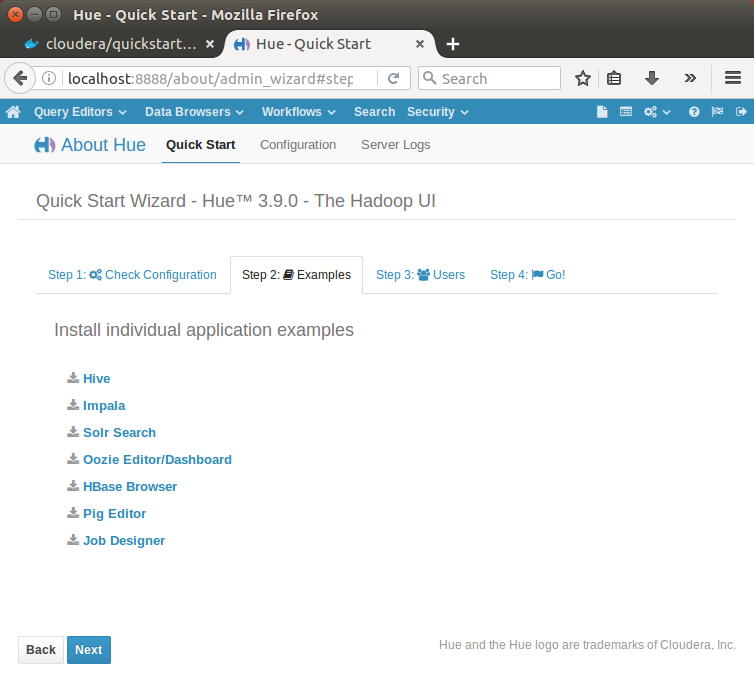 Hue - Quick Start - Mozilla Firefox
cloudera/quickstart... × Hue - Quick Start × +
localhost:8888/about/admin_wizard#step Search
Query Editors Data Browsers Workflows Search Security
About Hue Quick Start Configuration Server Logs
Quick Start Wizard - Hue™ 3.9.0 - The Hadoop UI
Step 1: Check Configuration Step 2: Examples Step 3: Users Step 4: Go!
Install individual application examples
Hive
Impala
Solr Search
Oozie Editor/Dashboard
HBase Browser
Pig Editor
Job Designer
Back Next Hue and the Hue logo are trademarks of Cloudera, Inc.